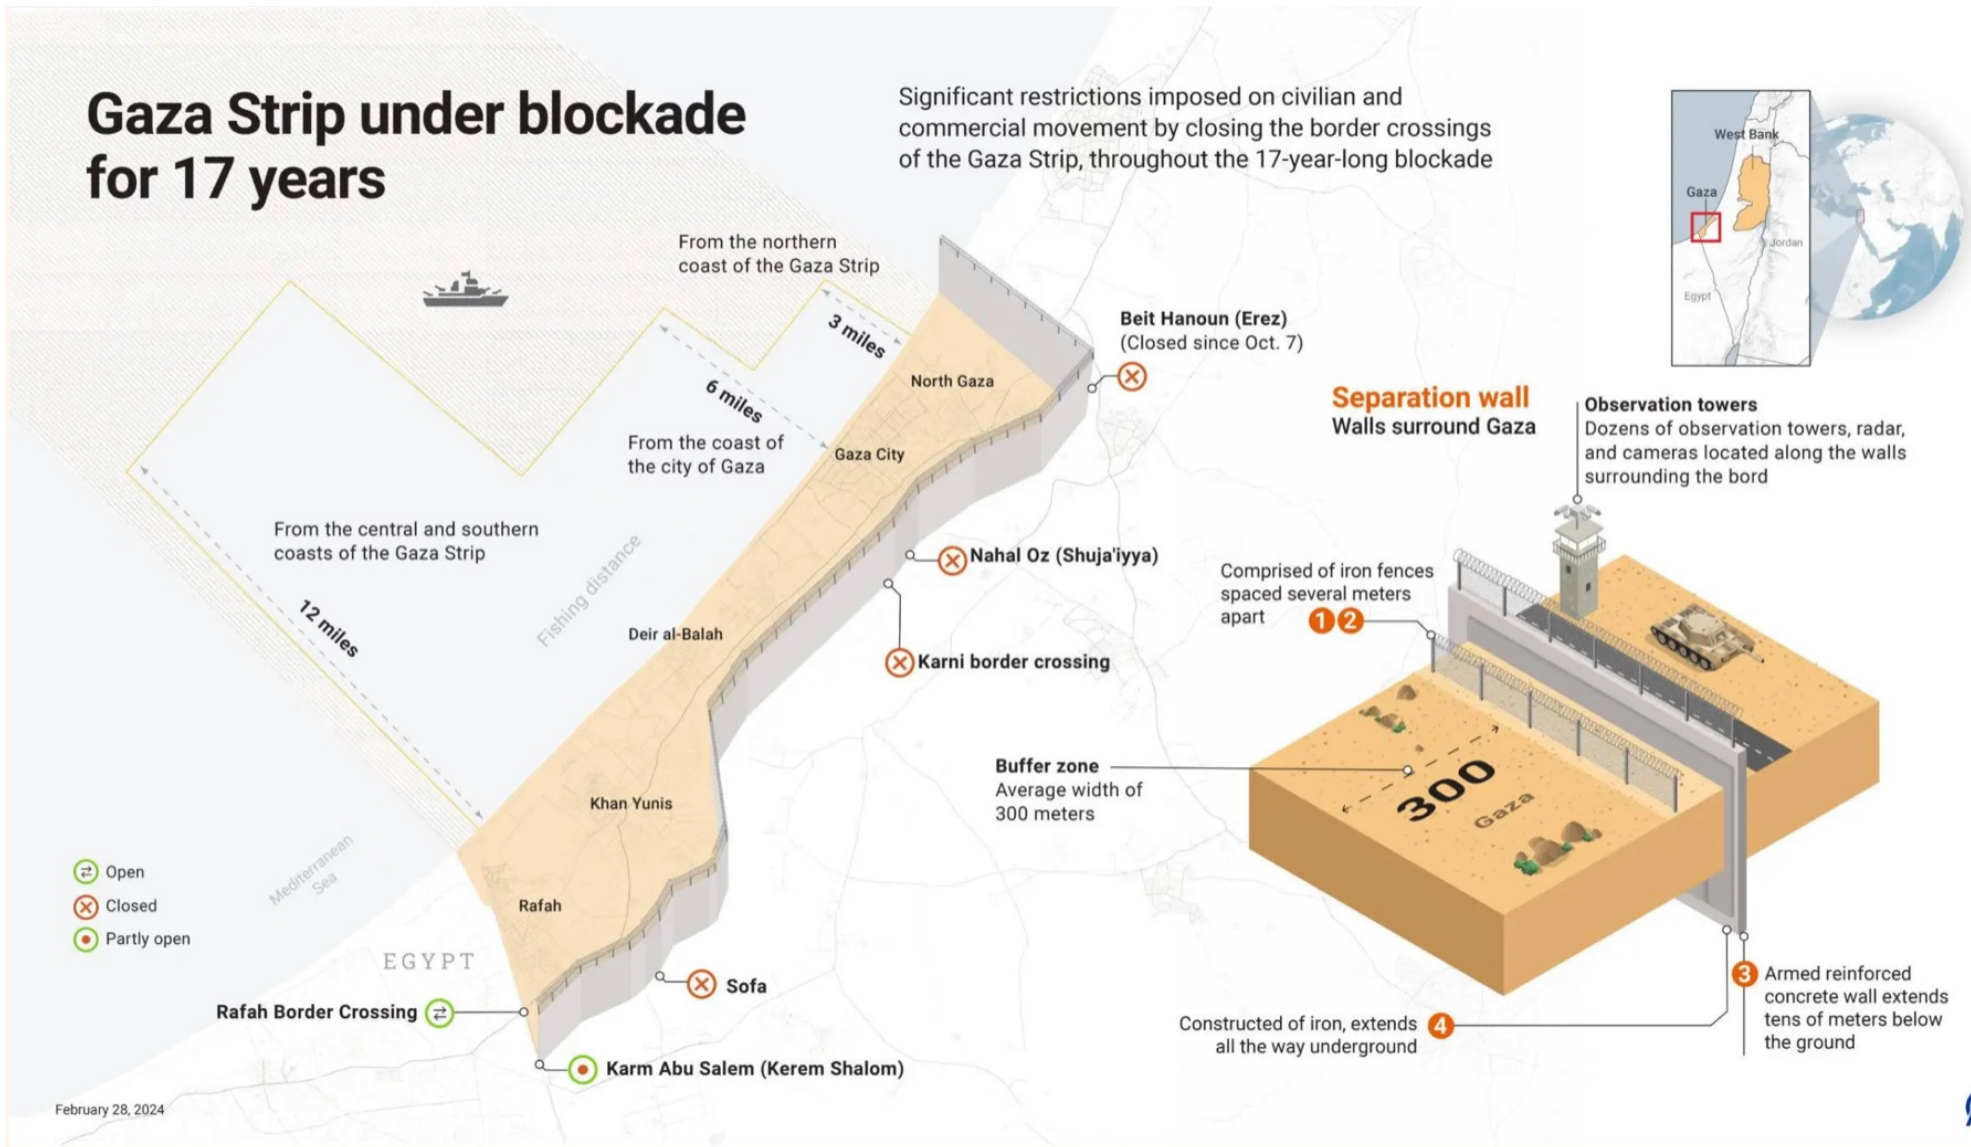 Gaza Strip under blockade
for 17 years
Significant restrictions imposed on civilian and
commercial movement by closing the border crossings
of the Gaza Strip, throughout the 17-year-long blockade
West Bank
Gaza
Jordan
Egypt
From the northern
coast of the Gaza Strip
3 miles
6 miles
From the coast of
the city of Gaza
From the central and southern
coasts of the Gaza Strip
12 miles
Fishing distance
Mediterranean
Sea
North Gaza
Gaza City
Deir al-Balah
Khan Yunis
Rafah
EGYPT
Beit Hanoun (Erez)
(Closed since Oct. 7)
Nahal Oz (Shuja'iyya)
Karni border crossing
Sofa
Rafah Border Crossing
Karm Abu Salem (Kerem Shalom)
Open
Closed
Partly open
Separation wall
Walls surround Gaza
Observation towers
Dozens of observation towers, radar,
and cameras located along the walls
surrounding the bord
Comprised of iron fences
spaced several meters
apart 1 2
Buffer zone
Average width of
300 meters
300
Gaza
3 Armed reinforced
concrete wall extends
tens of meters below
the ground
Constructed of iron, extends 4
all the way underground
February 28, 2024